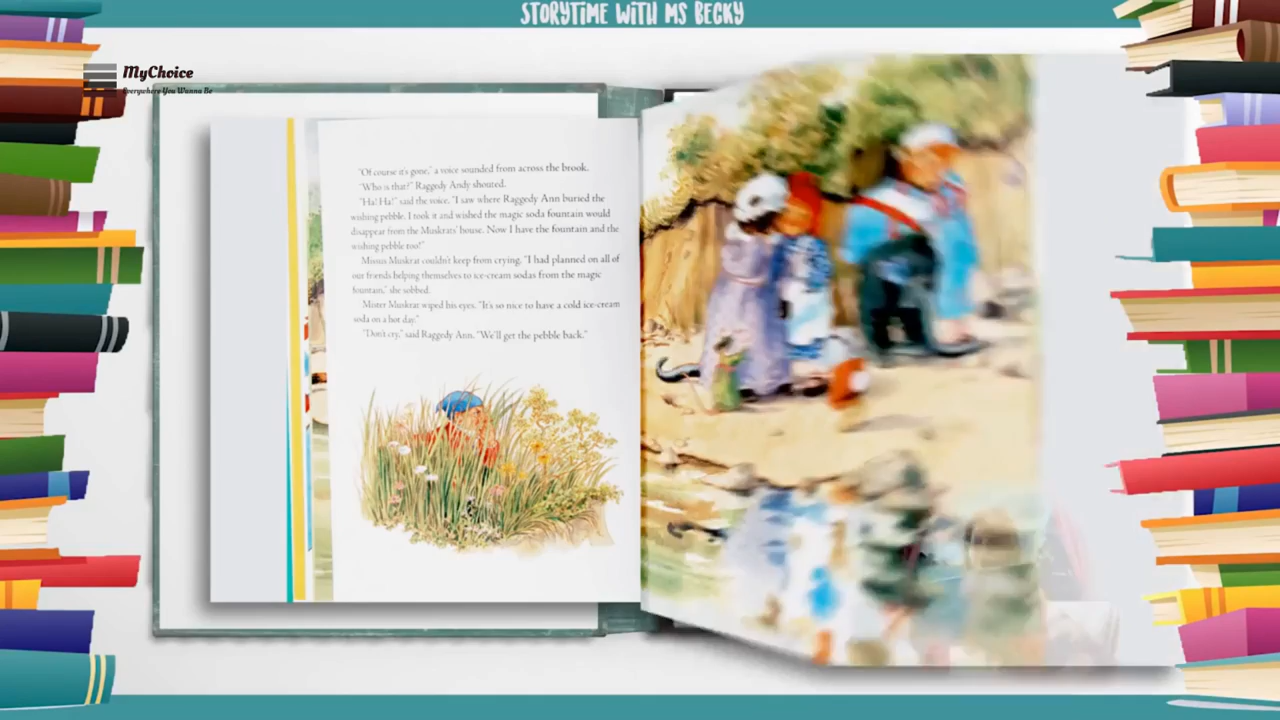 STORYTIME WITH MS BECKY
MyChoice
Everywhere You Wanna Be
"Of course it's gone," a voice sounded from across the brook.
"Who is that?" Raggedy Andy shouted.
"Ha! Ha!" said the voice. "I saw where Raggedy Ann buried the
wishing pebble. I took it and wished the magic soda fountain would
disappear from the Muskrats' house. Now I have the fountain and the
wishing pebble too!"
Missus Muskrat couldn't keep from crying. "I had planned on all of
our friends helping themselves to ice-cream sodas from the magic
fountain," she sobbed.
Mister Muskrat wiped his eyes. "It's so nice to have a cold ice-cream
soda on a hot day."
"Don't cry," said Raggedy Ann. "We'll get the pebble back."